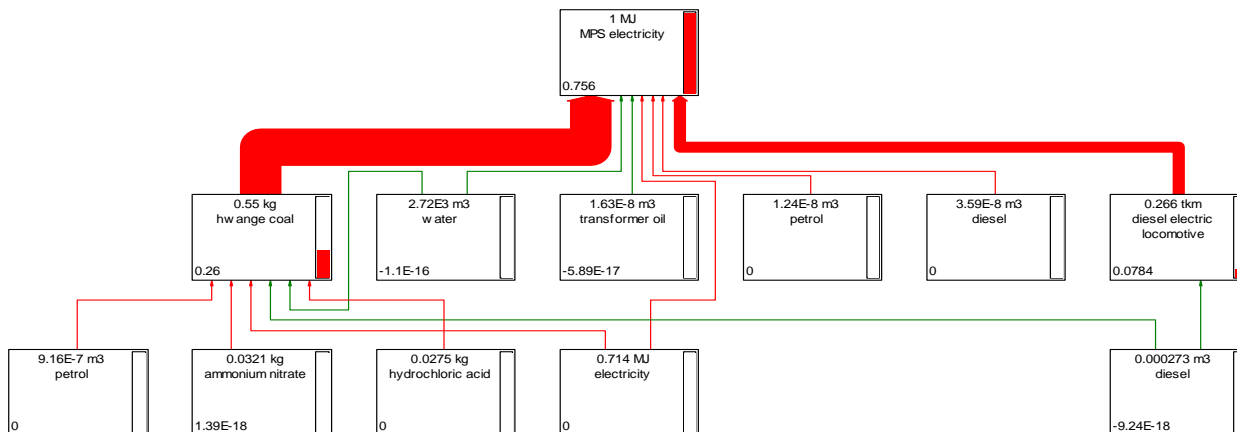 1 MJ
MPS electricity
0.756
0.55 kg
hwange coal
0.26
2.72E3 m3
water
-1.1E-16
1.63E-8 m3
transformer oil
-5.89E-17
1.24E-8 m3
petrol
0
3.59E-8 m3
diesel
0
0.266 tkm
diesel electric
locomotive
0.0784
9.16E-7 m3
petrol
0
0.0321 kg
ammonium nitrate
1.39E-18
0.0275 kg
hydrochloric acid
0
0.714 MJ
electricity
0
0.000273 m3
diesel
-9.24E-18